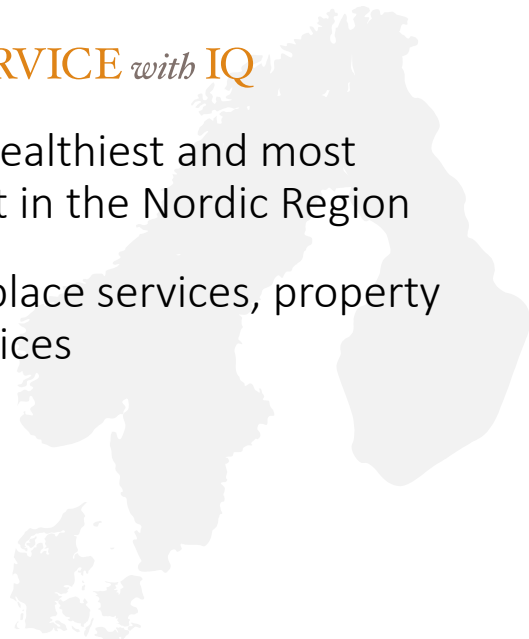 RVICE with IQ
ealthiest and most
t in the Nordic Region
place services, property
ices